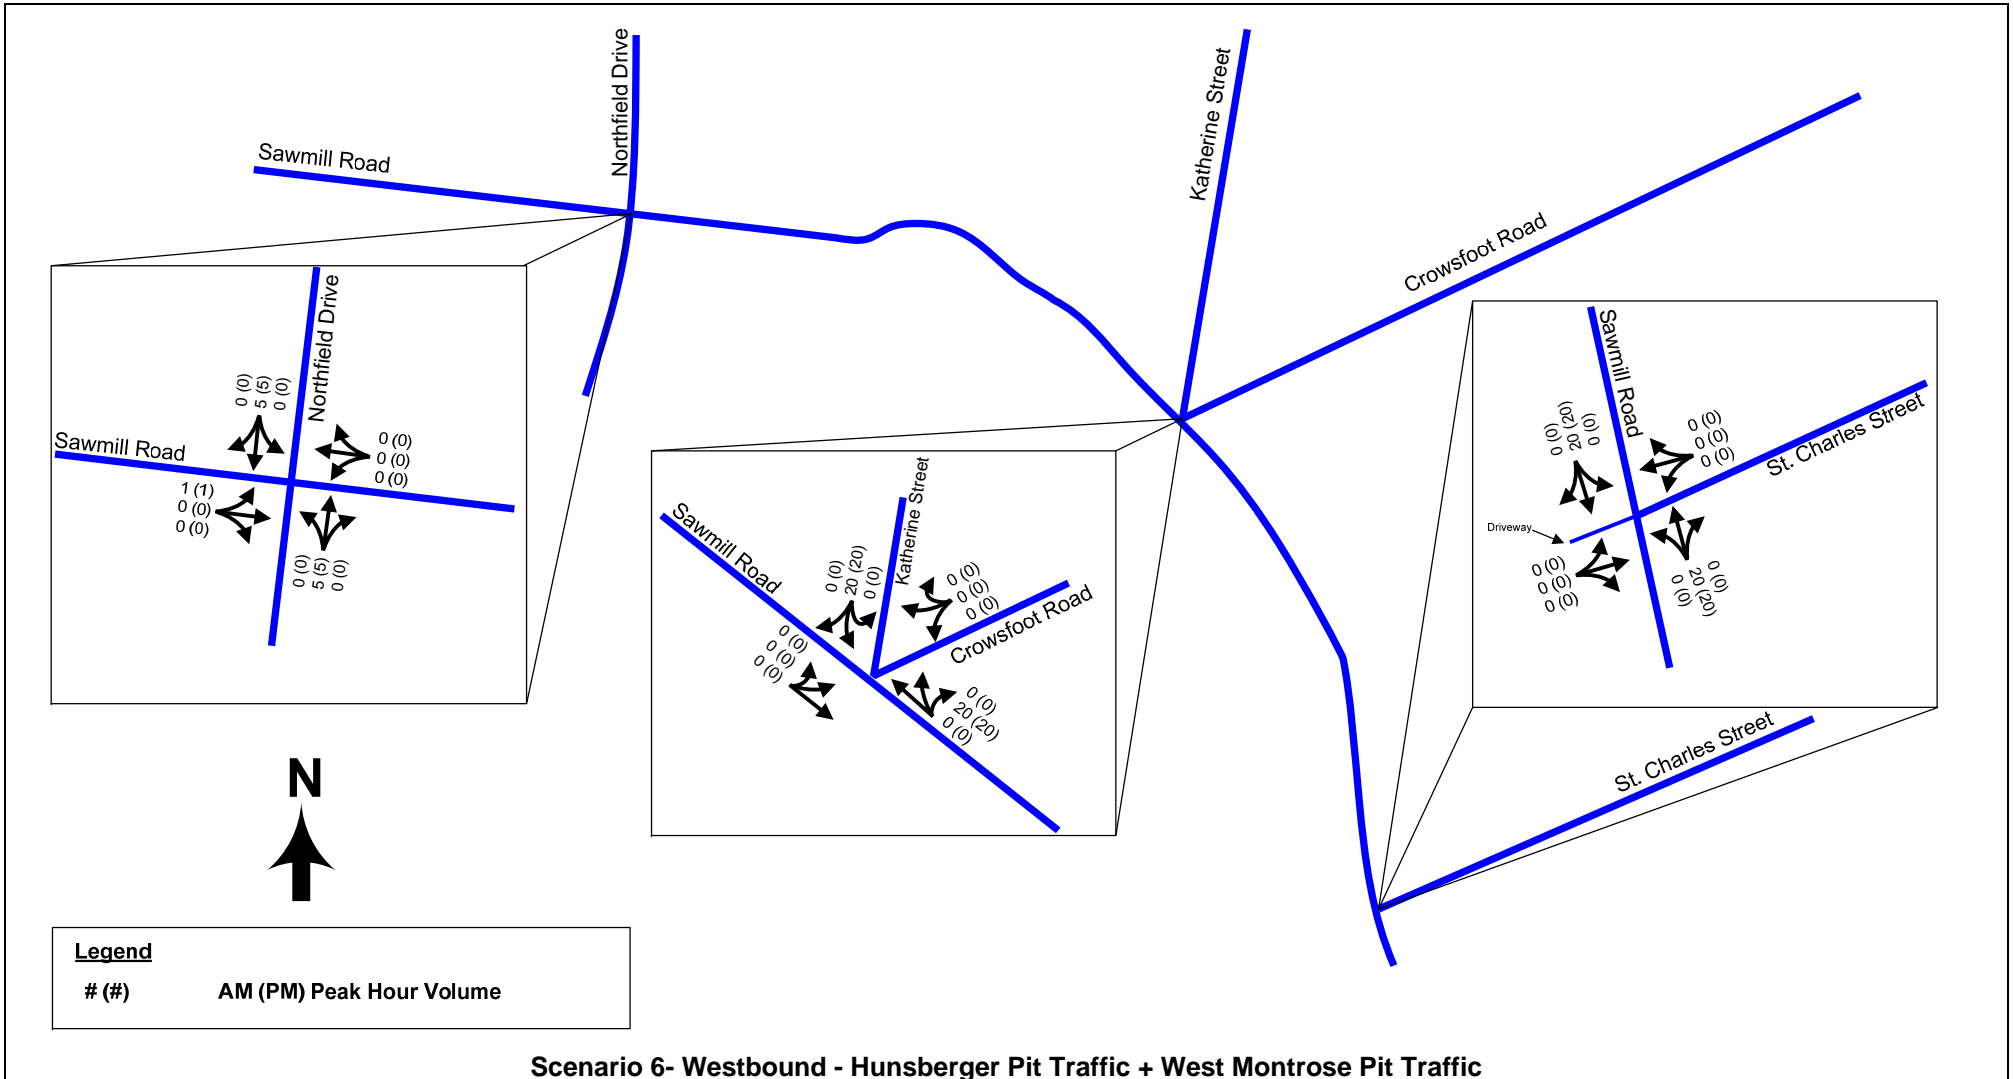 Northfield Drive
Katherine Street
Sawmill Road
Crowsfoot Road
Northfield Drive
0 (0)
5 (5)
0 (0)
Sawmill Road
0 (0)
0 (0)
0 (0)
1 (1)
0 (0)
0 (0)
0 (0)
5 (5)
0 (0)
Sawmill Road
Katherine Street
0 (0)
20 (20)
0 (0)
0 (0)
0 (0)
0 (0)
Crowsfoot Road
0 (0)
0 (0)
0 (0)
0 (0)
20 (20)
0 (0)
Sawmill Road
0 (0)
20 (20)
0 (0)
0 (0)
0 (0)
0 (0)
St. Charles Street
Driveway
0 (0)
0 (0)
0 (0)
0 (0)
20 (20)
0 (0)
St. Charles Street
N
Legend
# (#) AM (PM) Peak Hour Volume
Scenario 6- Westbound - Hunsberger Pit Traffic + West Montrose Pit Traffic